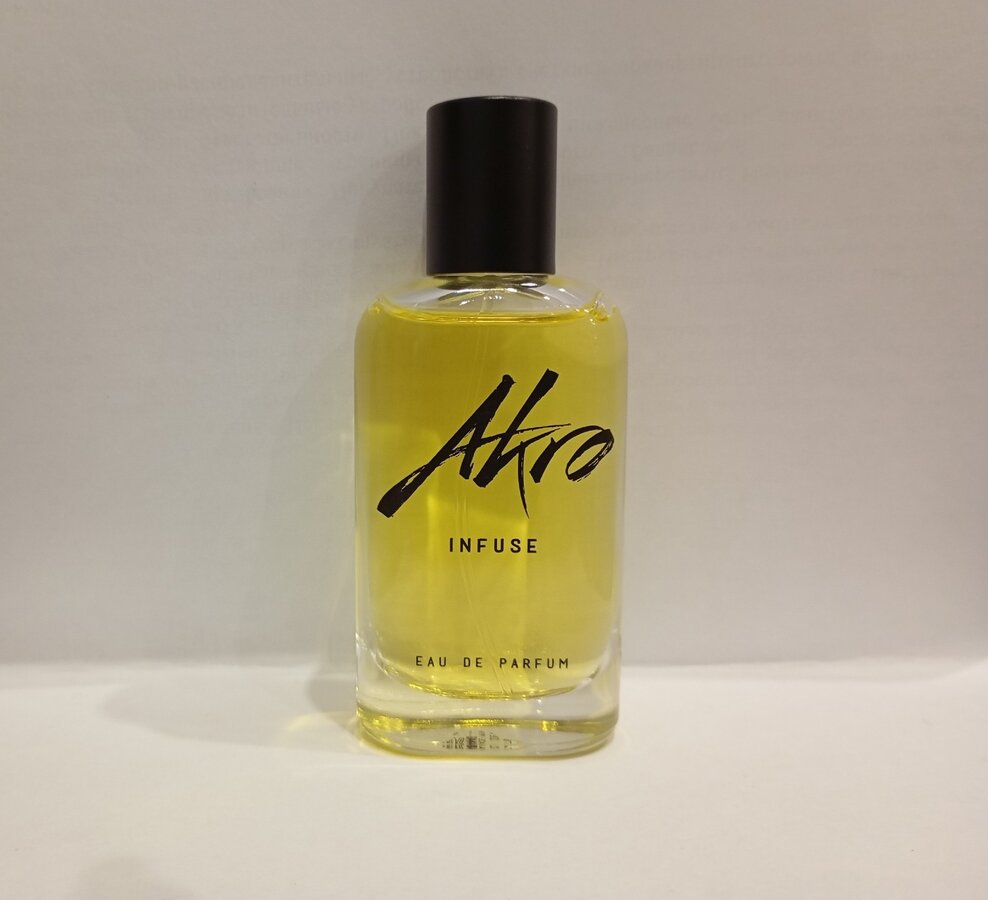 Akro
INFUSE
EAU DE PARFUM